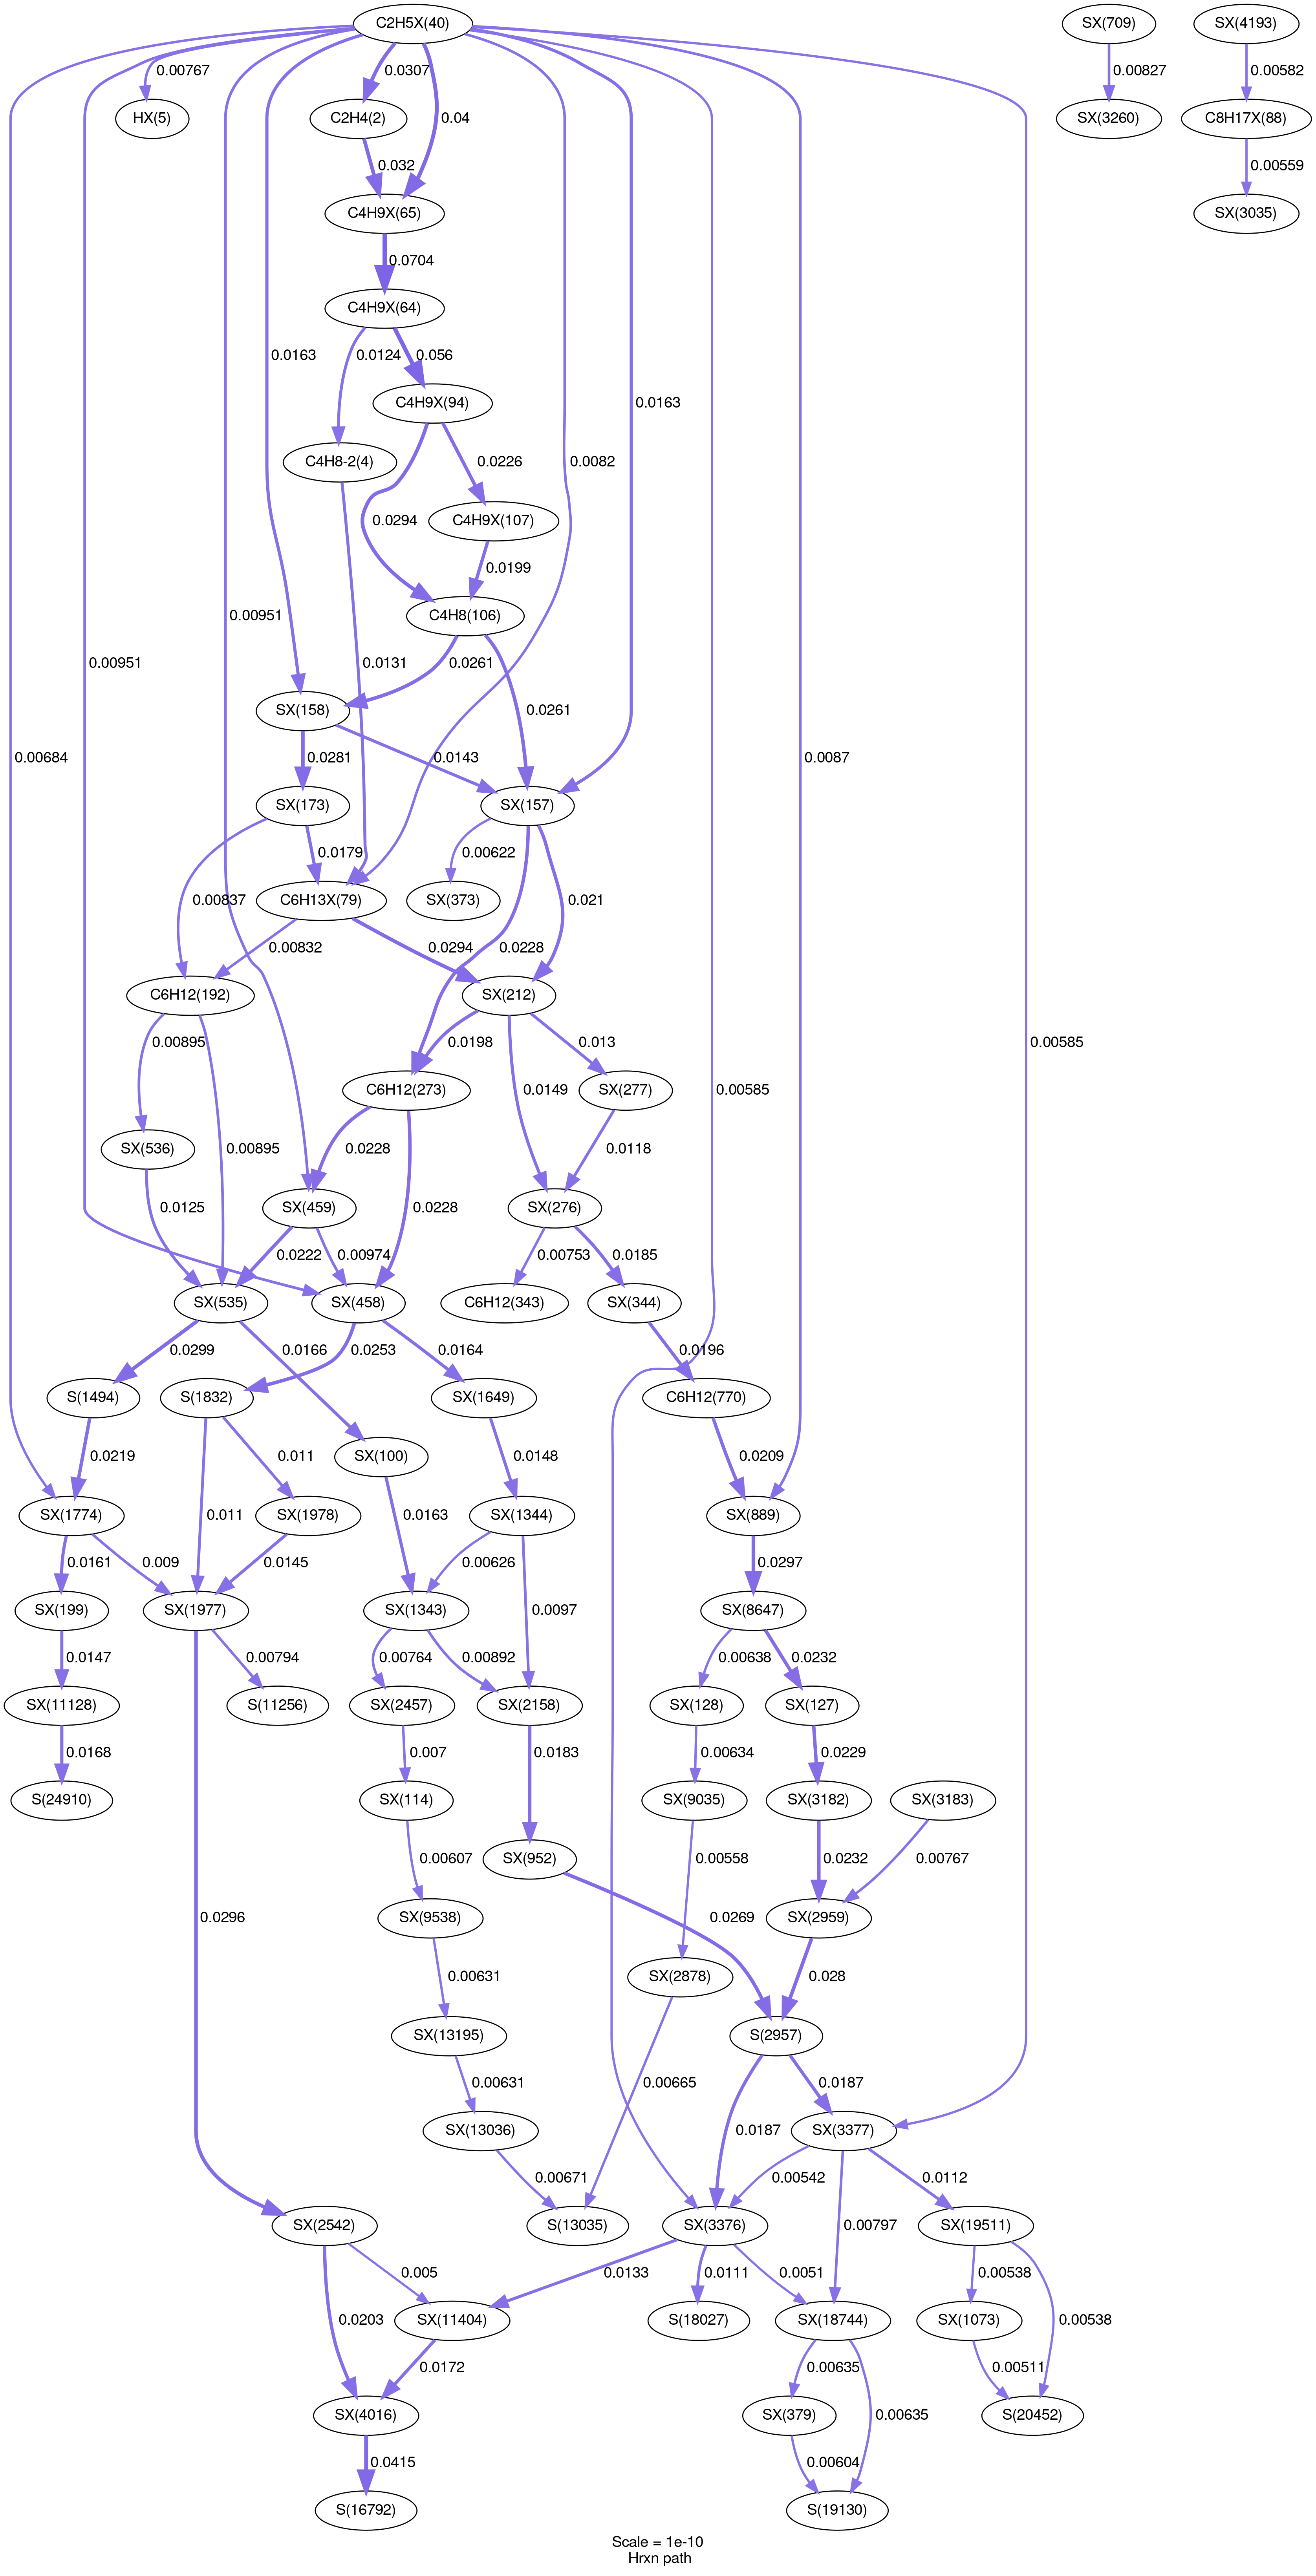 C2H5X(40)
SX(709)
SX(4193)
0.00767
0.0307
0.00827
0.00582
HX(5)
C2H4(2)
0.04
SX(3260)
C8H17X(88)
0.032
0.00559
C4H9X(65)
SX(3035)
0.0704
C4H9X(64)
0.0163
0.0124
0.056
C4H9X(94)
0.0163
C4H8-2(4)
0.0226
0.0082
0.0294
C4H9X(107)
0.0199
0.00951
C4H8(106)
0.00951
0.0131
0.0261
SX(158)
0.0261
0.00684
0.0281
0.0143
0.0087
SX(173)
SX(157)
0.0179
0.00622
0.00837
C6H13X(79)
SX(373)
0.021
0.00832
0.0294
0.0228
C6H12(192)
SX(212)
0.00895
0.0198
0.013
0.00585
C6H12(273)
0.0149
SX(277)
0.00585
SX(536)
0.00895
0.0228
0.0118
0.0125
SX(459)
0.0228
SX(276)
0.0222
0.00974
0.00753
0.0185
SX(535)
SX(458)
C6H12(343)
SX(344)
0.0299
0.0166
0.0253
0.0164
0.0196
S(1494)
S(1832)
SX(1649)
C6H12(770)
0.0219
0.011
SX(100)
0.0148
0.0209
SX(1774)
0.011
SX(1978)
0.0163
SX(1344)
SX(889)
0.0161
0.009
0.0145
0.00626
0.0297
SX(199)
SX(1977)
SX(1343)
0.0097
SX(8647)
0.0147
0.00794
0.00764
0.00892
0.00638
0.0232
SX(11128)
S(11256)
SX(2457)
SX(2158)
SX(128)
SX(127)
0.0168
0.007
0.0183
0.00634
0.0229
S(24910)
SX(114)
SX(9035)
SX(3182)
SX(3183)
0.00607
SX(952)
0.00558
0.0232
0.00767
0.0296
SX(9538)
0.0269
SX(2959)
0.00631
SX(2878)
0.028
SX(13195)
S(2957)
0.00631
0.00665
0.0187
SX(13036)
0.0187
SX(3377)
0.00671
0.00542
0.0112
SX(2542)
S(13035)
SX(3376)
0.00797
SX(19511)
0.005
0.0133
0.0111
0.0051
0.00538
0.0203
SX(11404)
S(18027)
SX(18744)
SX(1073)
0.00538
0.0172
0.00635
0.00511
SX(4016)
SX(379)
0.00635
S(20452)
0.0415
0.00604
S(16792)
S(19130)
Scale = 1e-10
Hrxn path